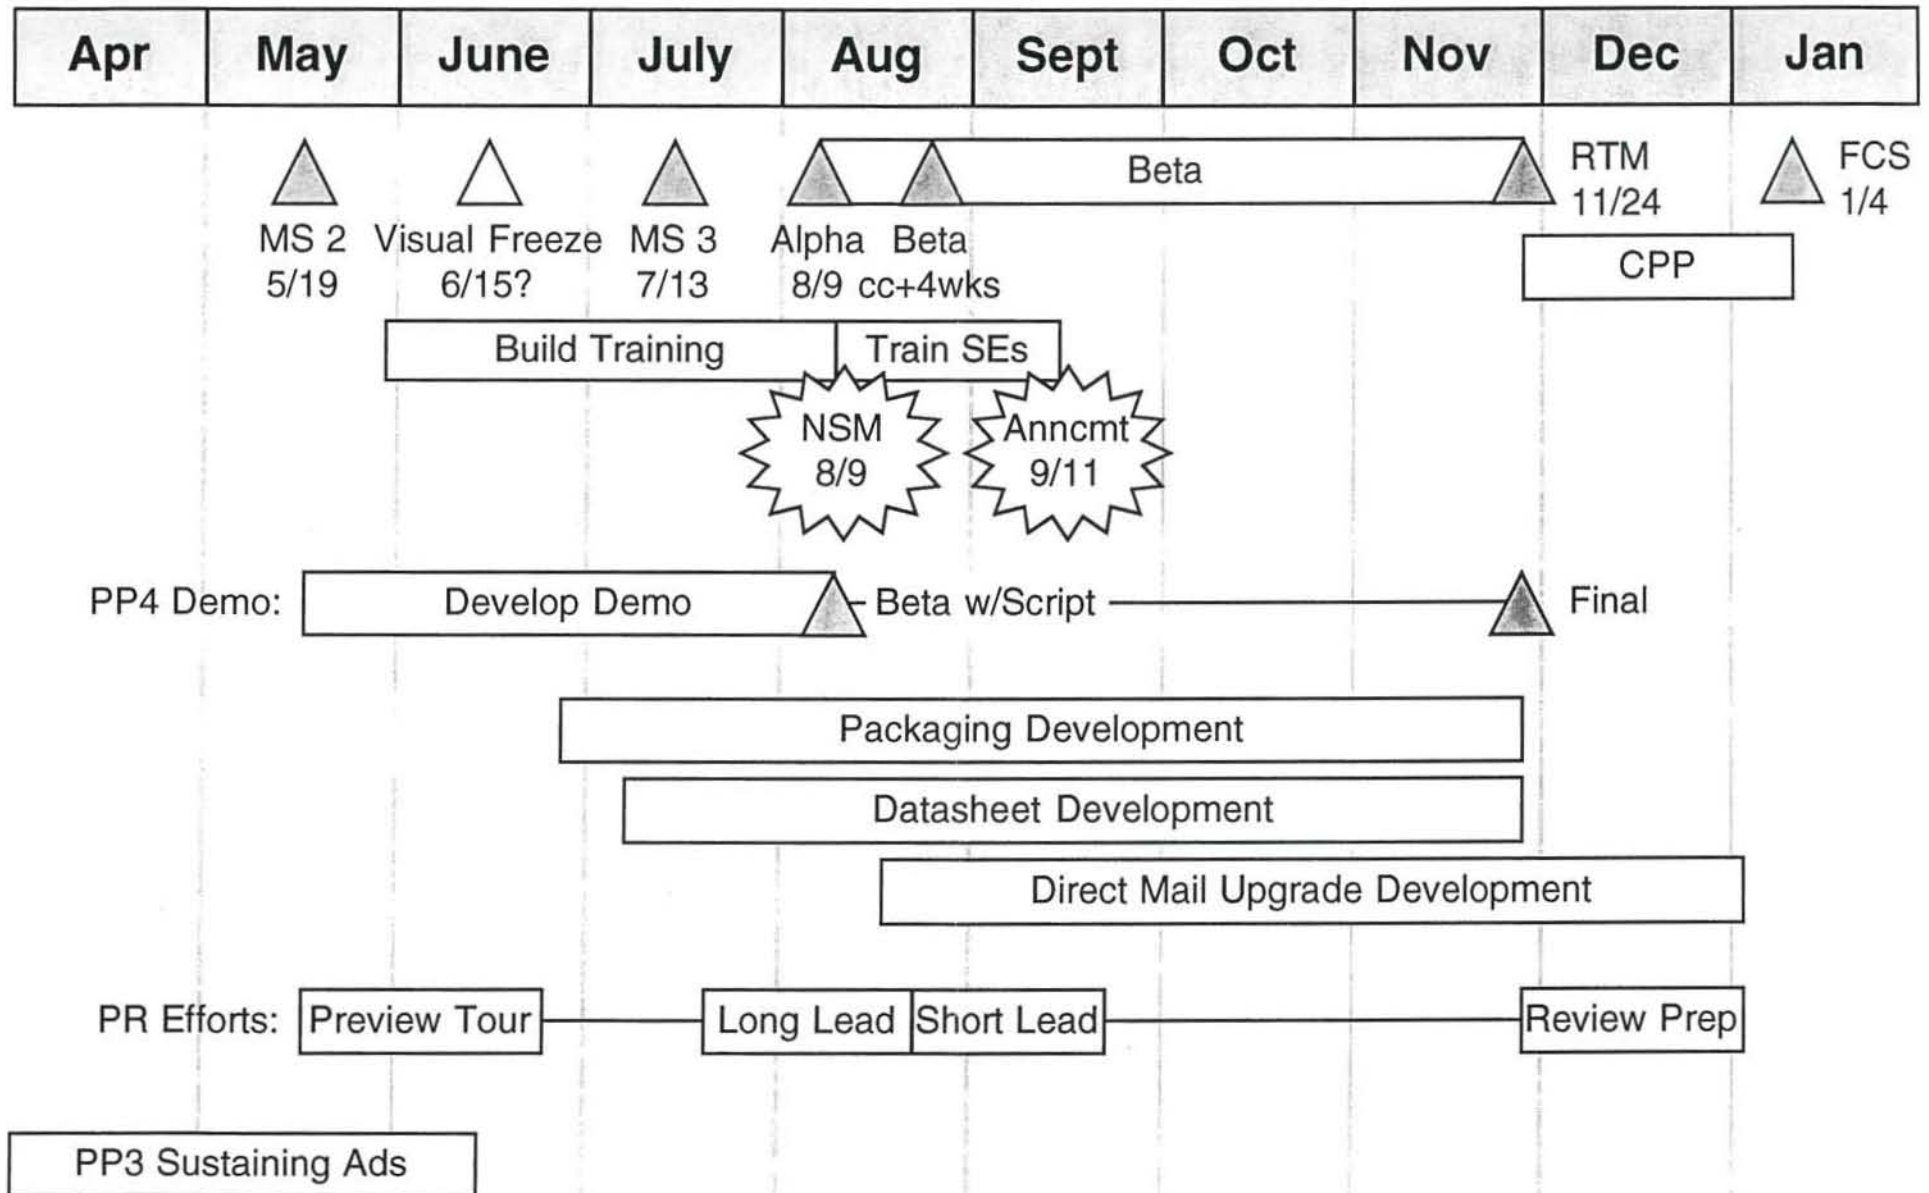 Apr May June July Aug Sept Oct Nov Dec Jan
MS 2
5/19
Visual Freeze
6/15?
MS 3
7/13
Alpha
8/9
Beta
cc+4wks
Beta
RTM
11/24
FCS
1/4
CPP
Build Training
Train SEs
NSM
8/9
Anncmt
9/11
PP4 Demo:
Develop Demo
Beta w/Script
Final
Packaging Development
Datasheet Development
Direct Mail Upgrade Development
PR Efforts:
Preview Tour
Long Lead
Short Lead
Review Prep
PP3 Sustaining Ads